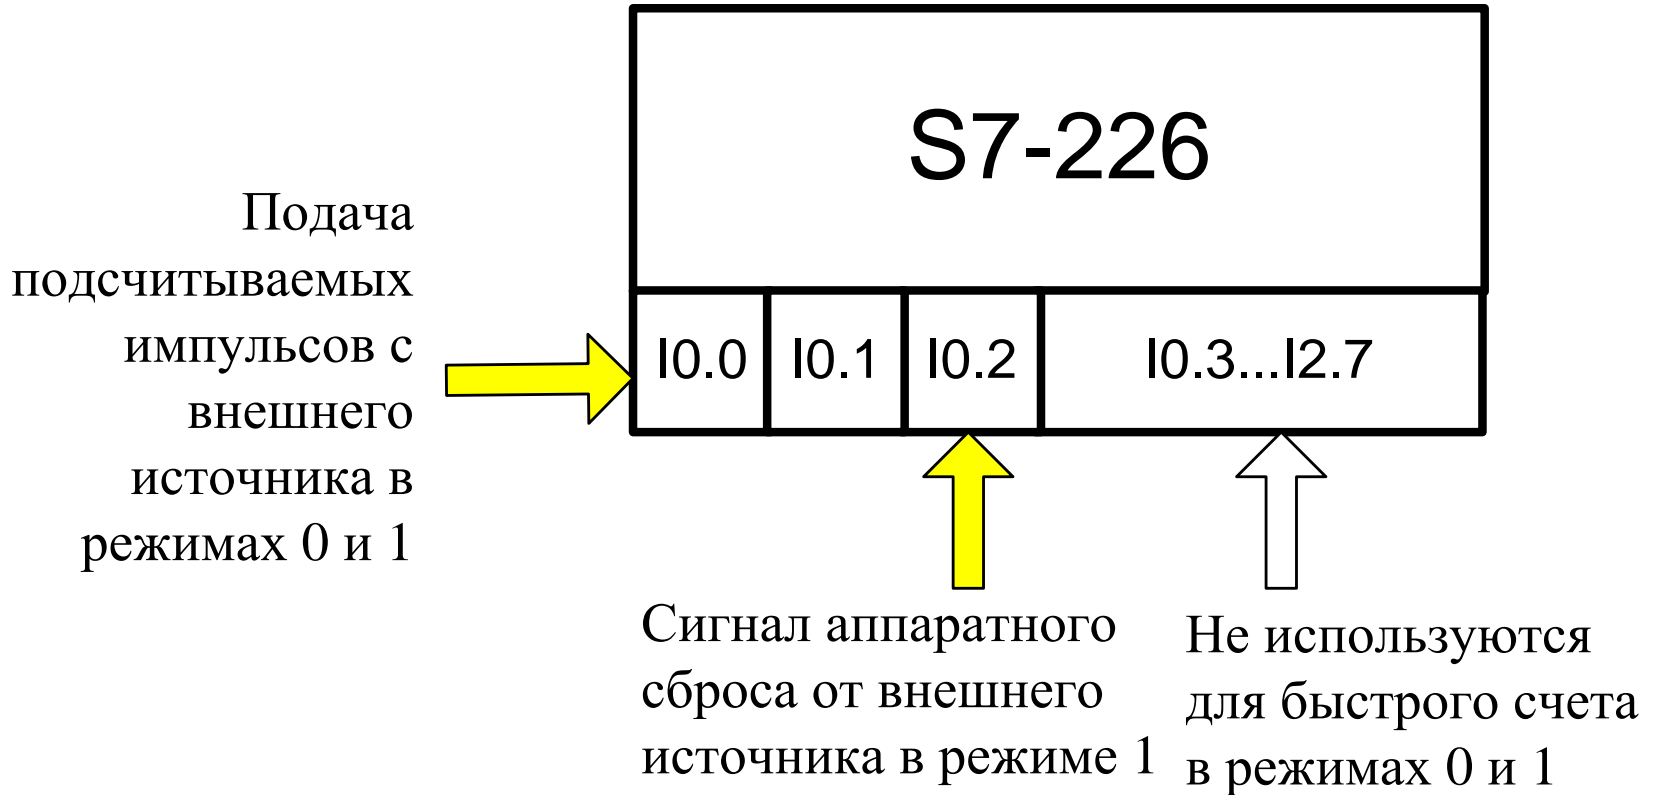 S7-226
Подача
подсчитываемых
импульсов с
внешнего
источника в
режимах 0 и 1
I0.0
I0.1
I0.2
I0.3...I2.7
Сигнал аппаратного
сброса от внешнего
источника в режиме 1
Не используются
для быстрого счета
в режимах 0 и 1